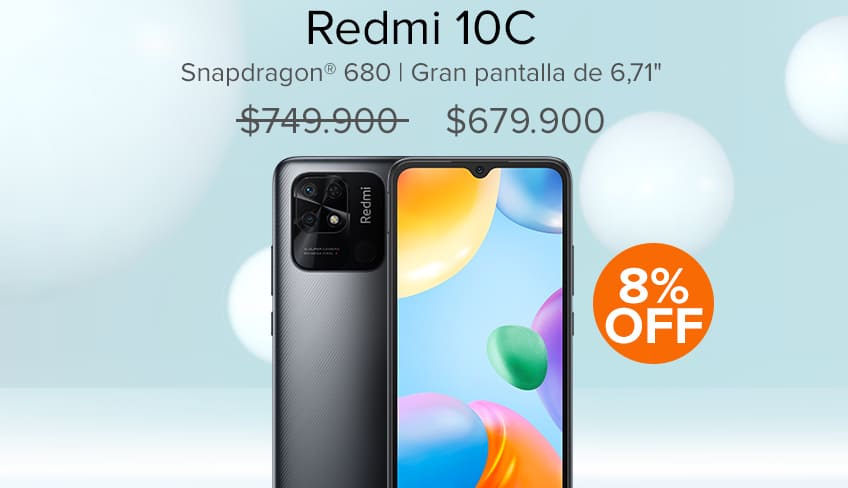 Redmi 10C
Snapdragon® 680 | Gran pantalla de 6,71"
$749.900 $679.900
Redmi
8%
OFF